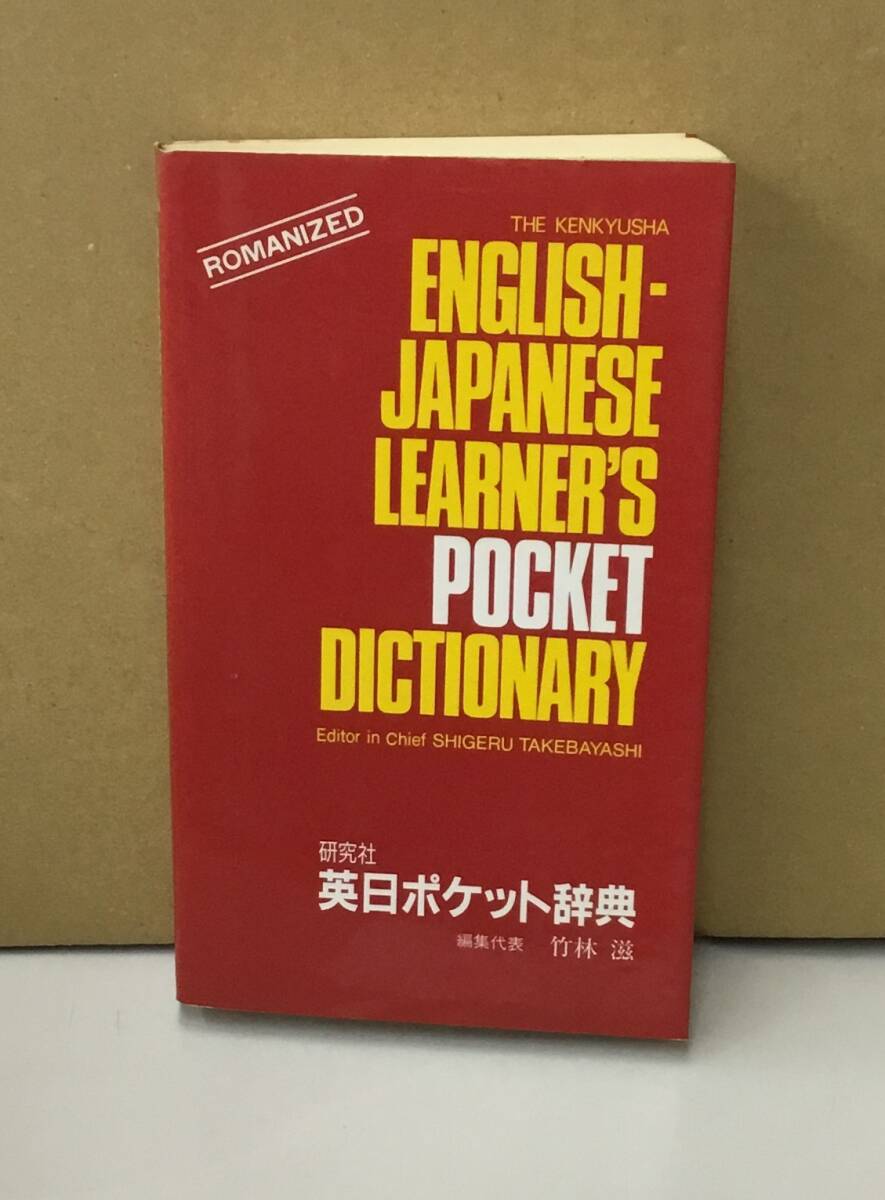 ROMANIZED
THE KENKYUSHA
ENGLISH-
JAPANESE
LEARNER'S
POCKET
DICTIONARY
Editor in Chief SHIGERU TAKEBAYASHI
研究社
英日ポケット辞典
編集代表 竹林 滋